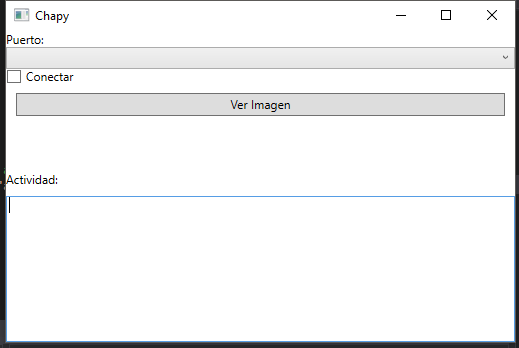 Chapy
Puerto:
Conectar
Ver Imagen
Actividad: